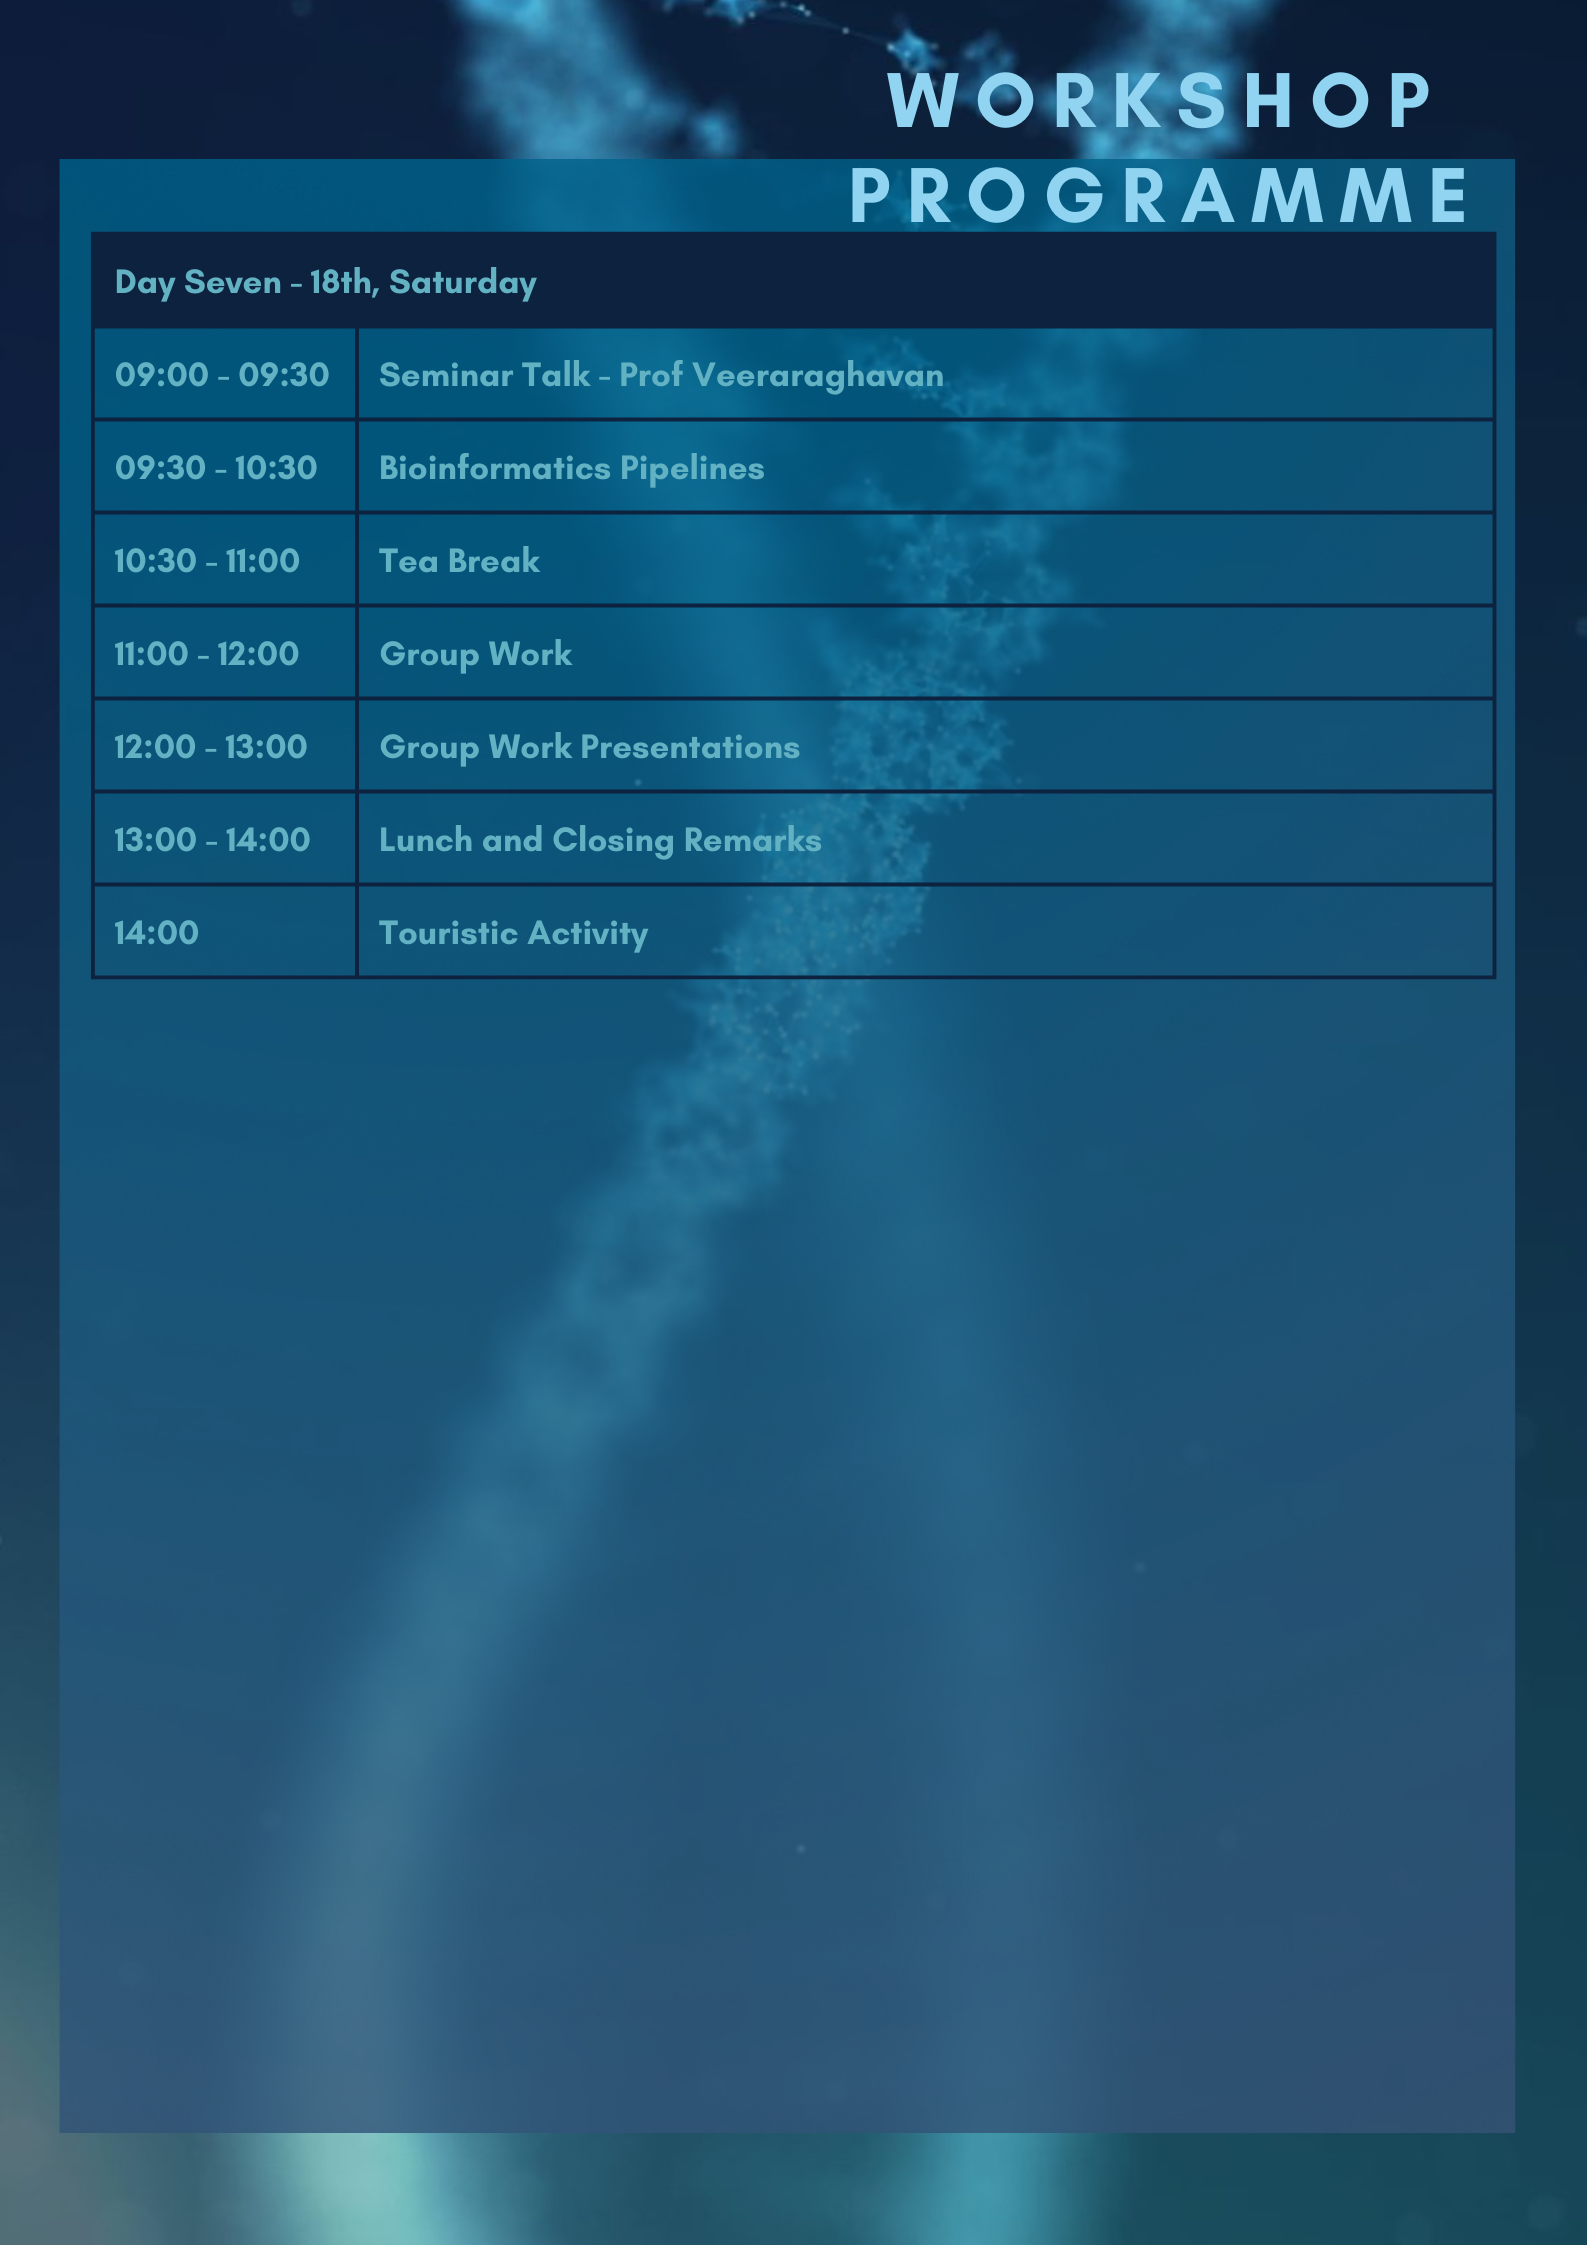 WORKSHOP
PROGRAMME
Day Seven - 18th, Saturday
09:00 - 09:30 Seminar Talk - Prof Veeraraghavan
09:30 - 10:30 Bioinformatics Pipelines
10:30 - 11:00 Tea Break
11:00 - 12:00 Group Work
12:00 - 13:00 Group Work Presentations
13:00 - 14:00 Lunch and Closing Remarks
14:00 Touristic Activity